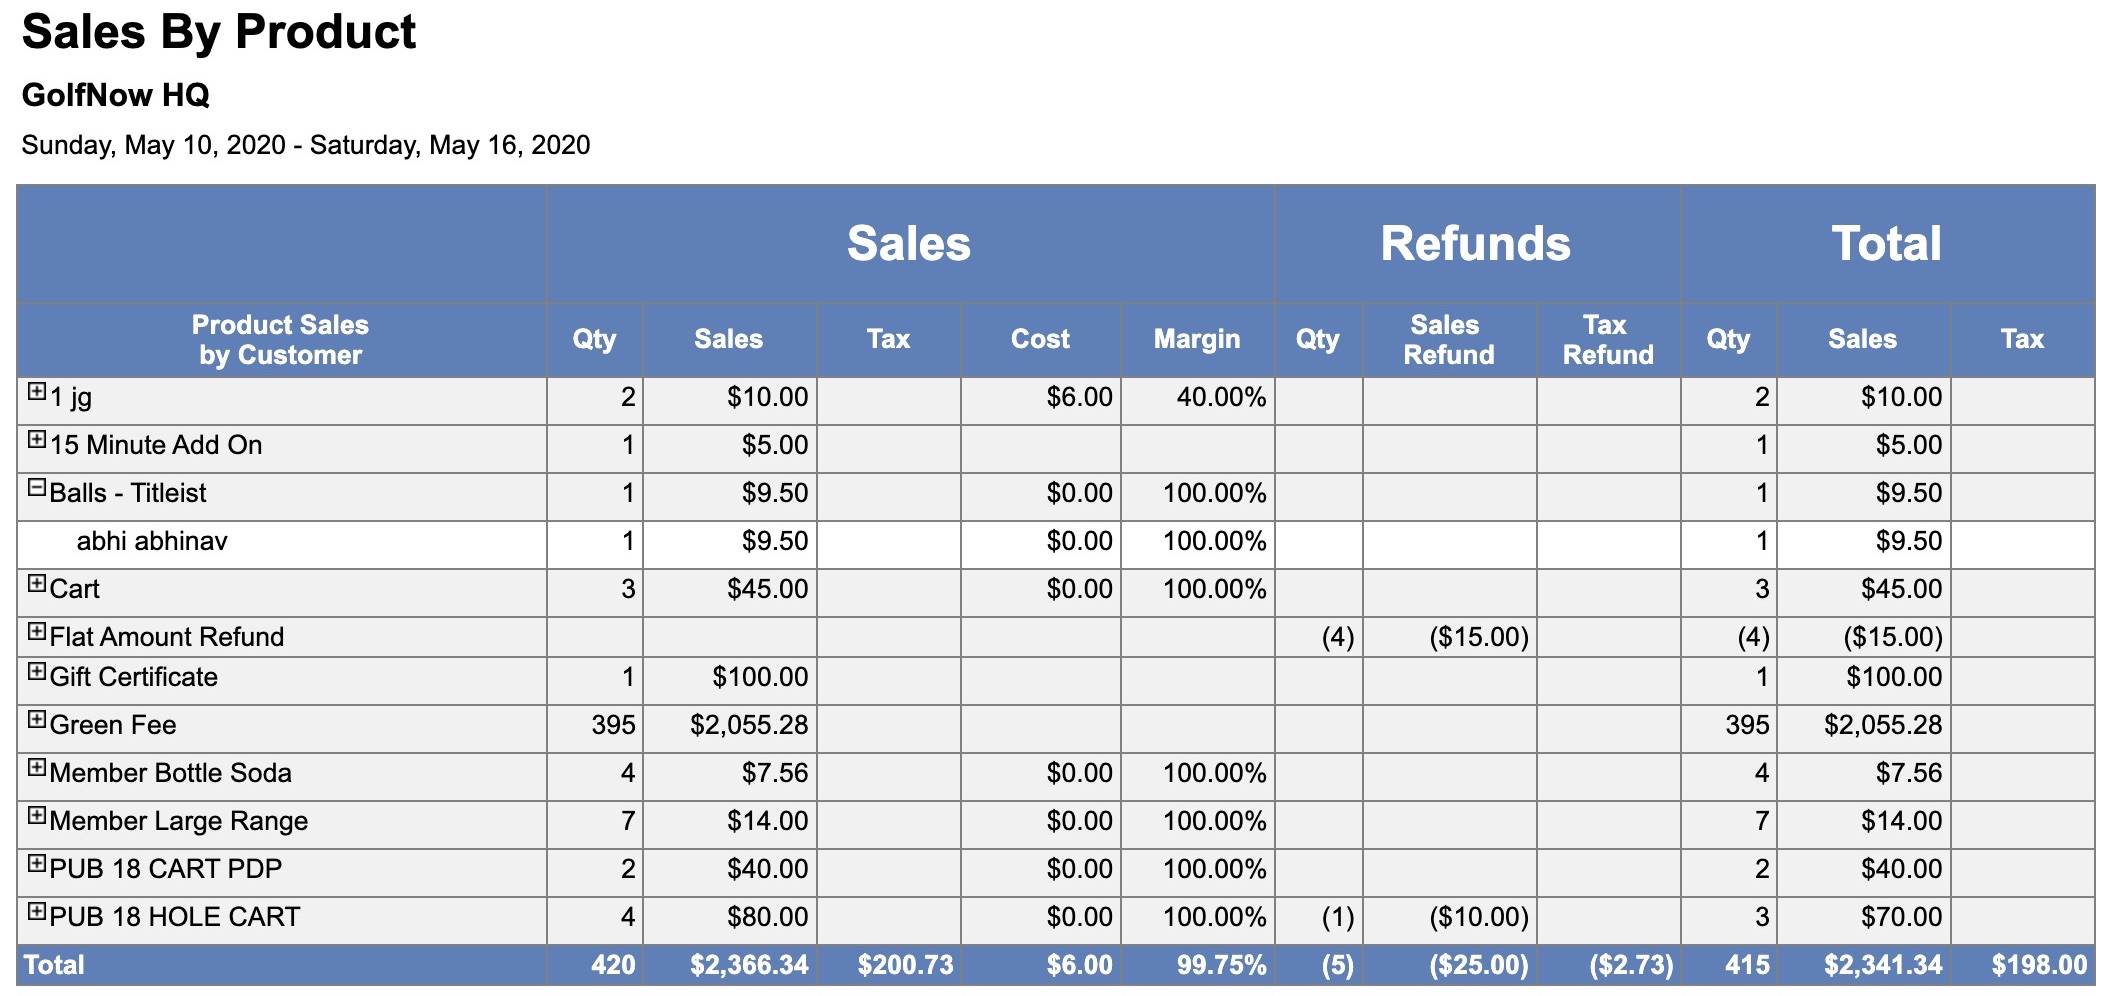 Sales By Product
GolfNow HQ
Sunday, May 10, 2020 - Saturday, May 16, 2020
Sales Refunds Total
Product Sales by Customer Qty Sales Tax Cost Margin Qty Sales Refund Tax Refund Qty Sales Tax
1 jg 2 $10.00 $6.00 40.00% 2 $10.00
15 Minute Add On 1 $5.00 1 $5.00
Balls - Titleist 1 $9.50 $0.00 100.00% 1 $9.50
abhi abhinav 1 $9.50 $0.00 100.00% 1 $9.50
Cart 3 $45.00 $0.00 100.00% 3 $45.00
Flat Amount Refund (4) ($15.00) (4) ($15.00)
Gift Certificate 1 $100.00 1 $100.00
Green Fee 395 $2,055.28 395 $2,055.28
Member Bottle Soda 4 $7.56 $0.00 100.00% 4 $7.56
Member Large Range 7 $14.00 $0.00 100.00% 7 $14.00
PUB 18 CART PDP 2 $40.00 $0.00 100.00% 2 $40.00
PUB 18 HOLE CART 4 $80.00 $0.00 100.00% (1) ($10.00) 3 $70.00
Total 420 $2,366.34 $200.73 $6.00 99.75% (5) ($25.00) ($2.73) 415 $2,341.34 $198.00